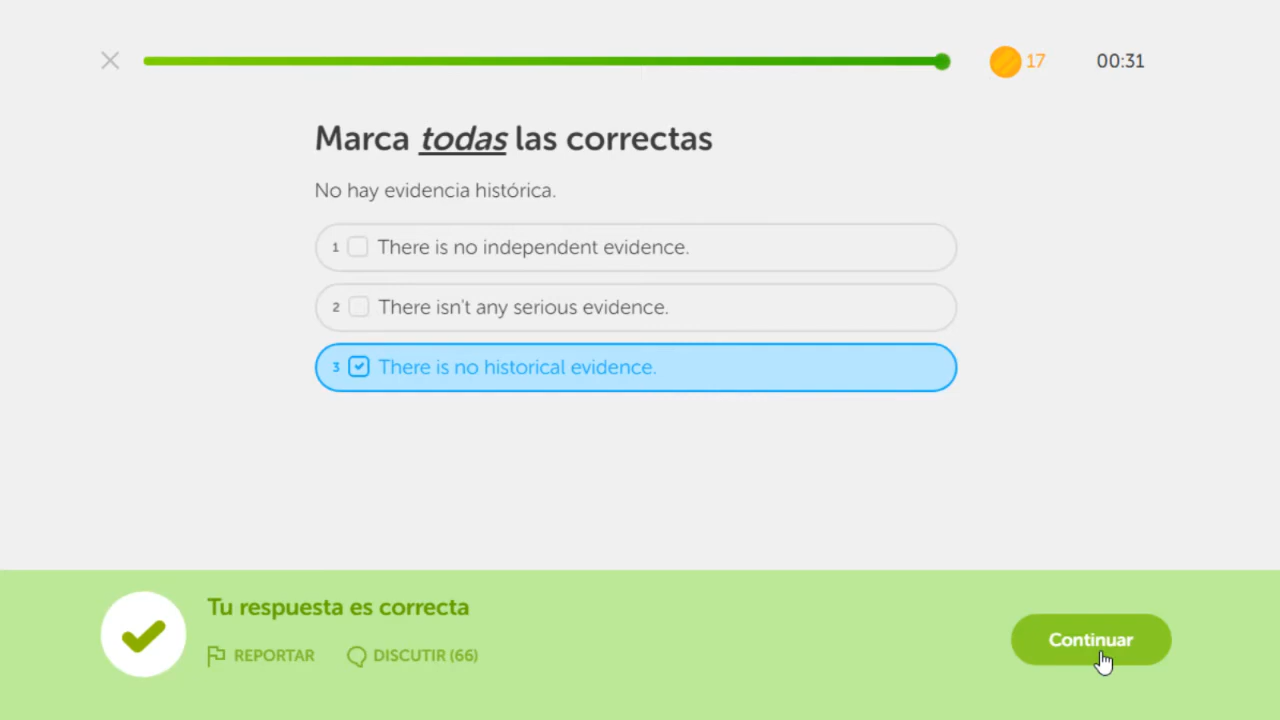 17 00:31
Marca todas las correctas
No hay evidencia histórica.
1 There is no independent evidence.
2 There isn't any serious evidence.
3 There is no historical evidence.
Tu respuesta es correcta
REPORTAR DISCUTIR (66)
Continuar